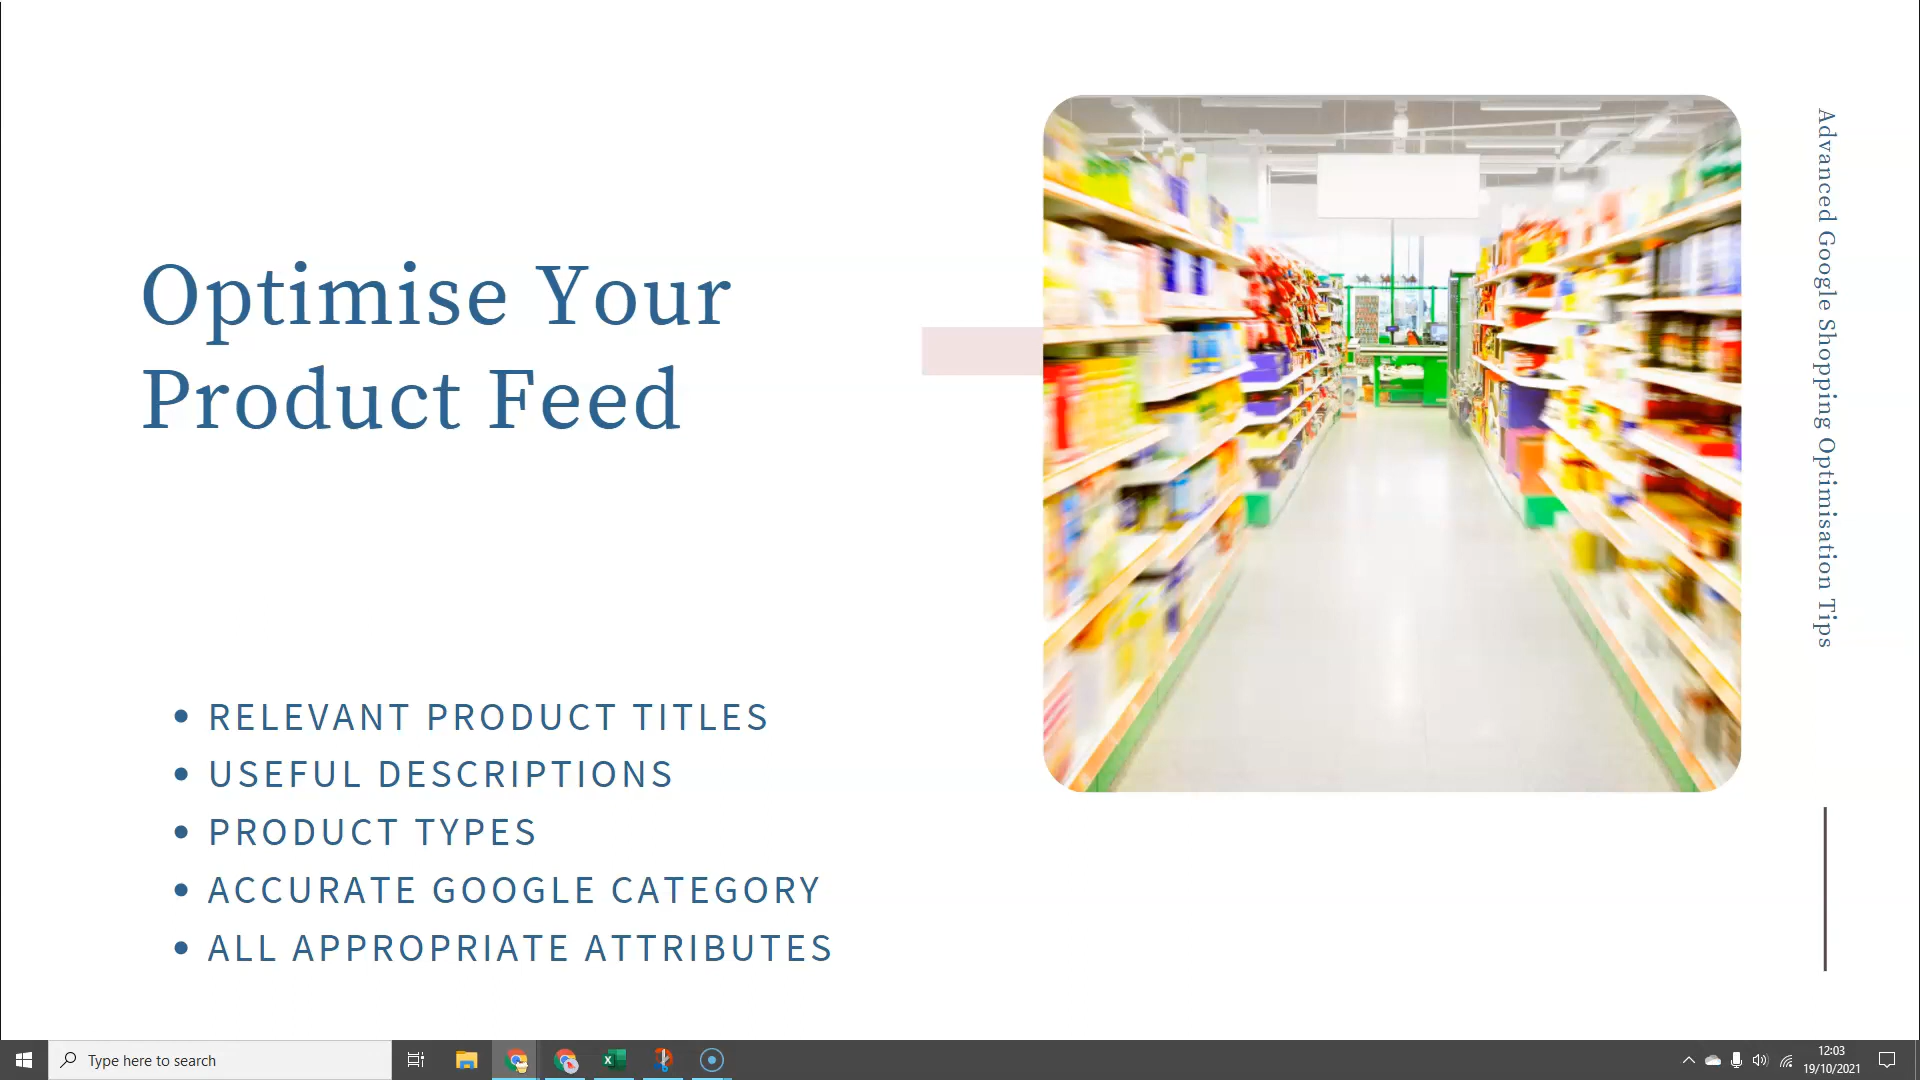 Optimise Your
Product Feed
• RELEVANT PRODUCT TITLES
• USEFUL DESCRIPTIONS
• PRODUCT TYPES
• ACCURATE GOOGLE CATEGORY
• ALL APPROPRIATE ATTRIBUTES
Advanced Google Shopping Optimisation Tips
Type here to search
12:03
19/10/2021